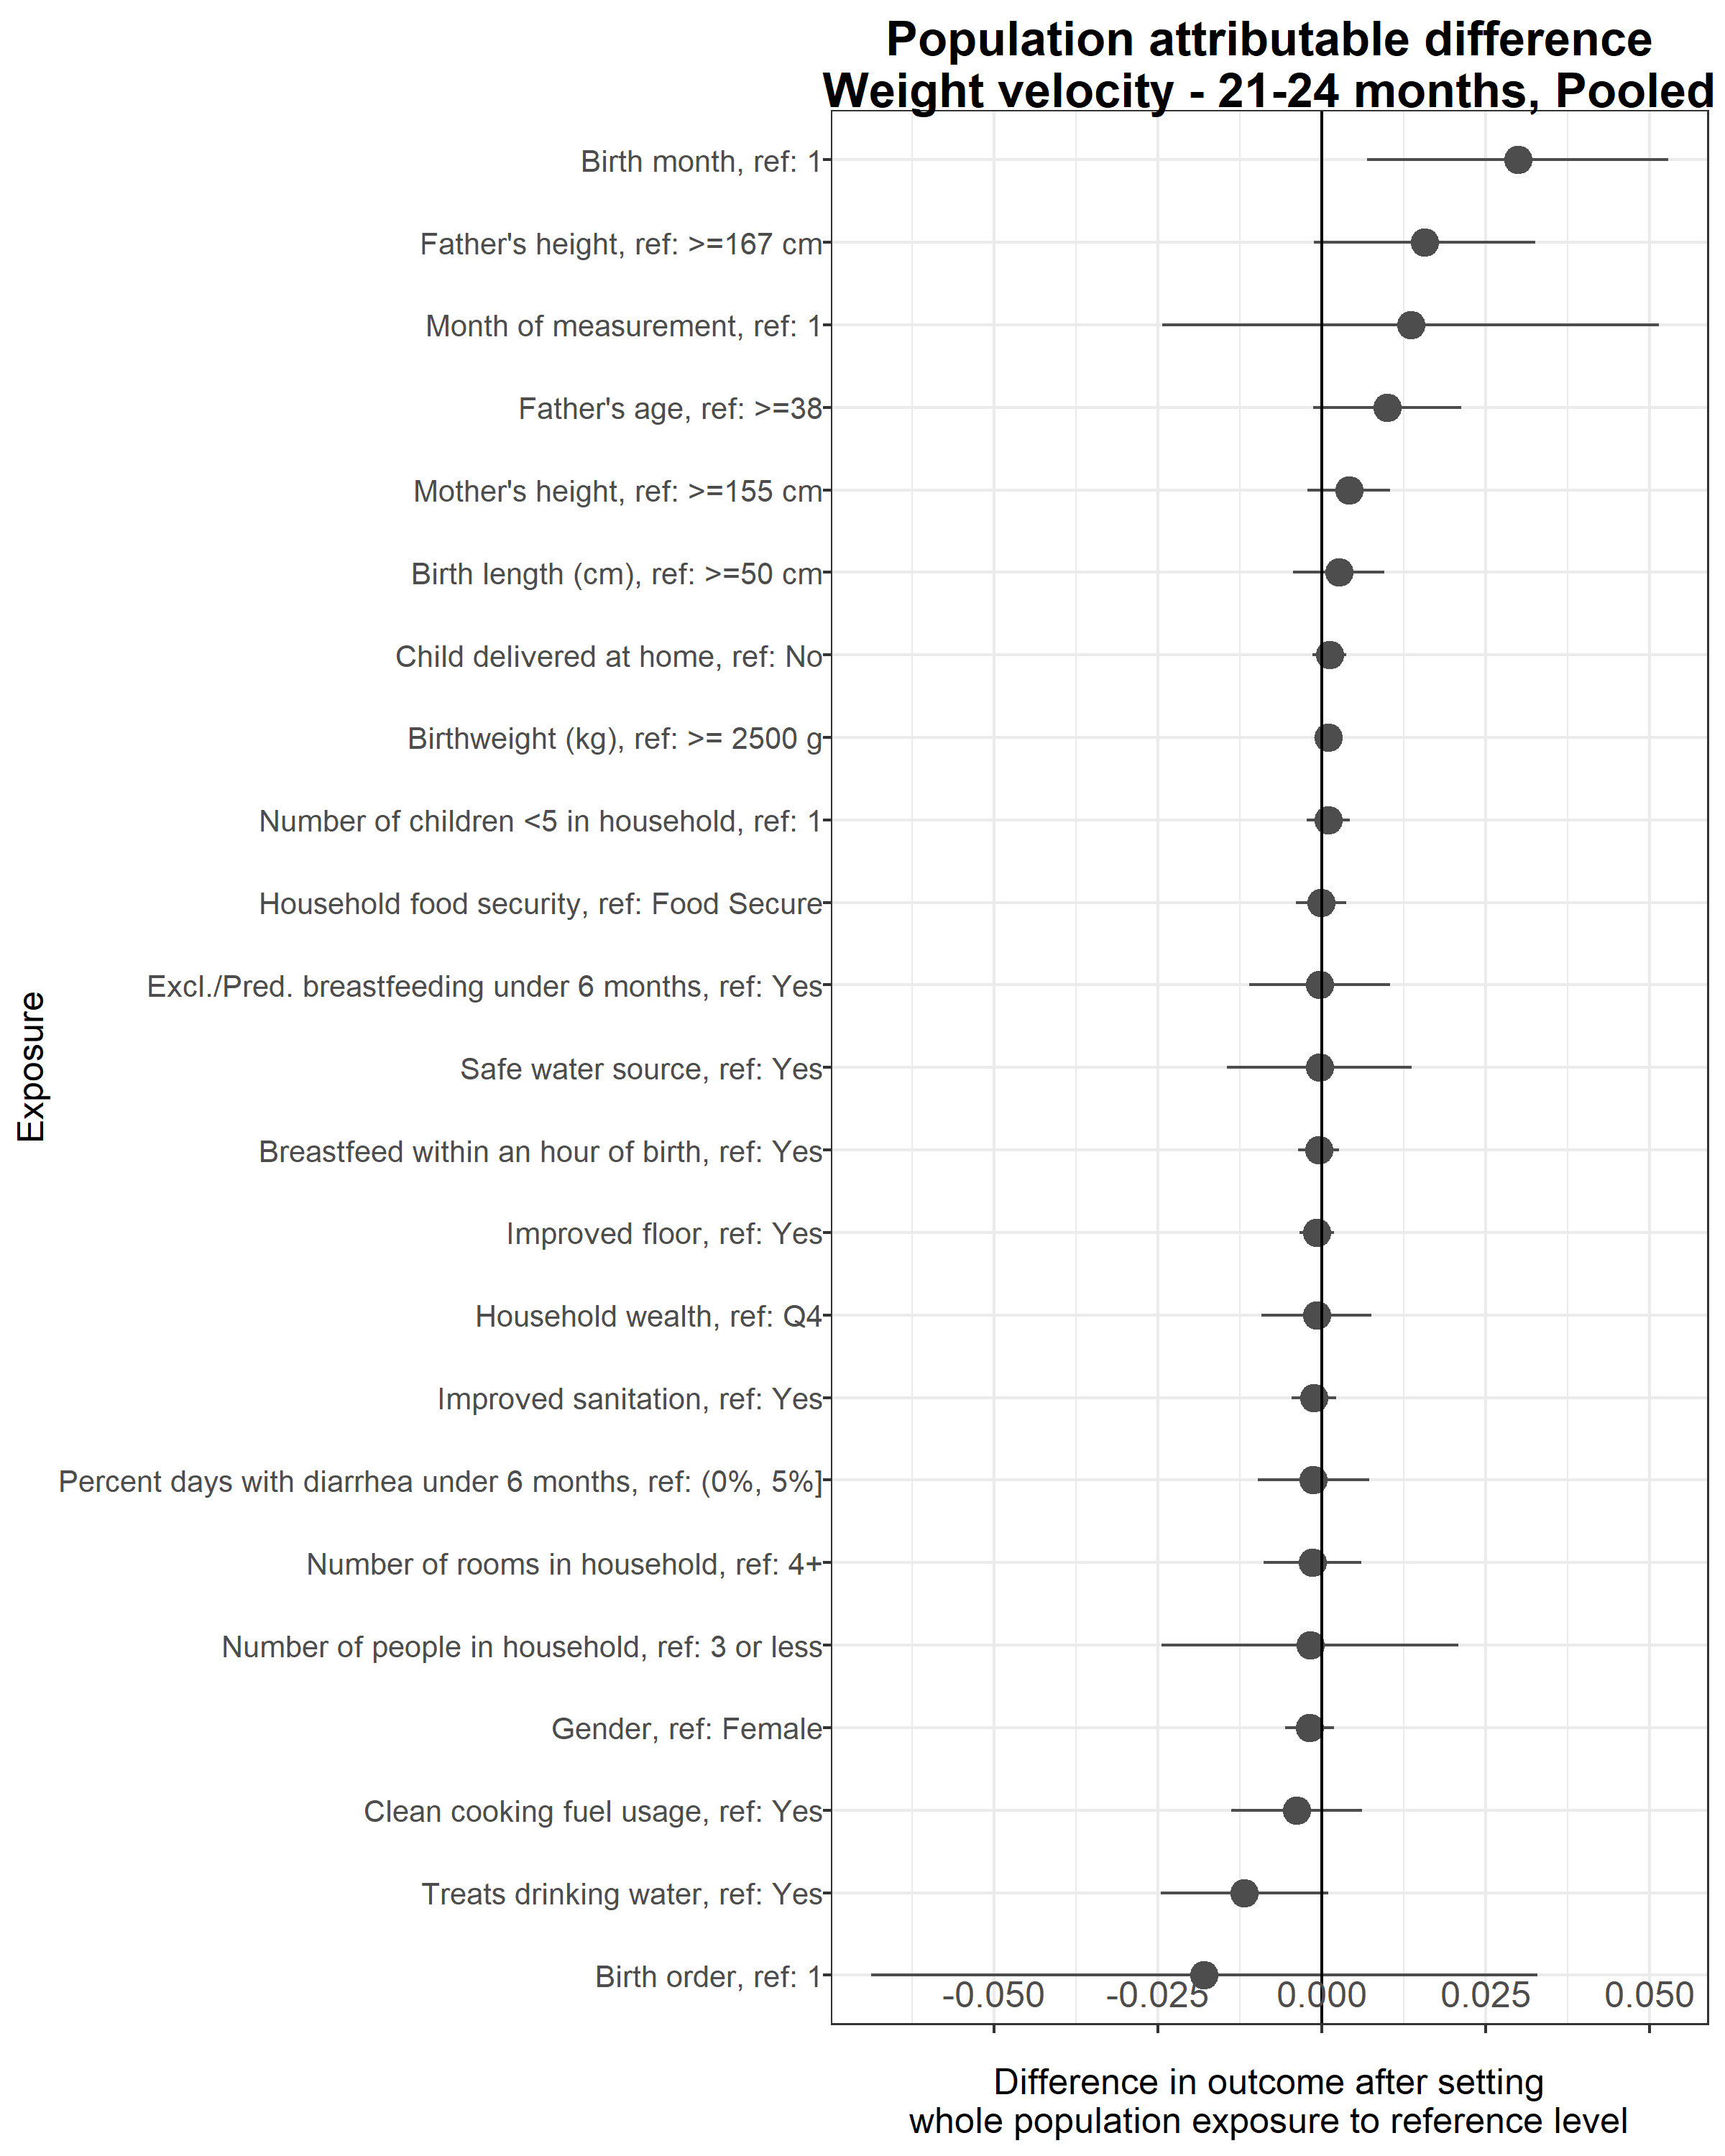 Population attributable difference
Weight velocity - 21-24 months, Pooled
Birth month, ref: 1
Father's height, ref: >=167 cm
Month of measurement, ref: 1
Father's age, ref: >=38
Mother's height, ref: >=155 cm
Birth length (cm), ref: >=50 cm
Child delivered at home, ref: No
Birthweight (kg), ref: >= 2500 g
Number of children <5 in household, ref: 1
Household food security, ref: Food Secure
Excl./Pred. breastfeeding under 6 months, ref: Yes
Safe water source, ref: Yes
Breastfeed within an hour of birth, ref: Yes
Improved floor, ref: Yes
Household wealth, ref: Q4
Improved sanitation, ref: Yes
Percent days with diarrhea under 6 months, ref: (0%, 5%]
Number of rooms in household, ref: 4+
Number of people in household, ref: 3 or less
Gender, ref: Female
Clean cooking fuel usage, ref: Yes
Treats drinking water, ref: Yes
Birth order, ref: 1
Exposure
-0.050 -0.025 0.000 0.025 0.050
Difference in outcome after setting
whole population exposure to reference level